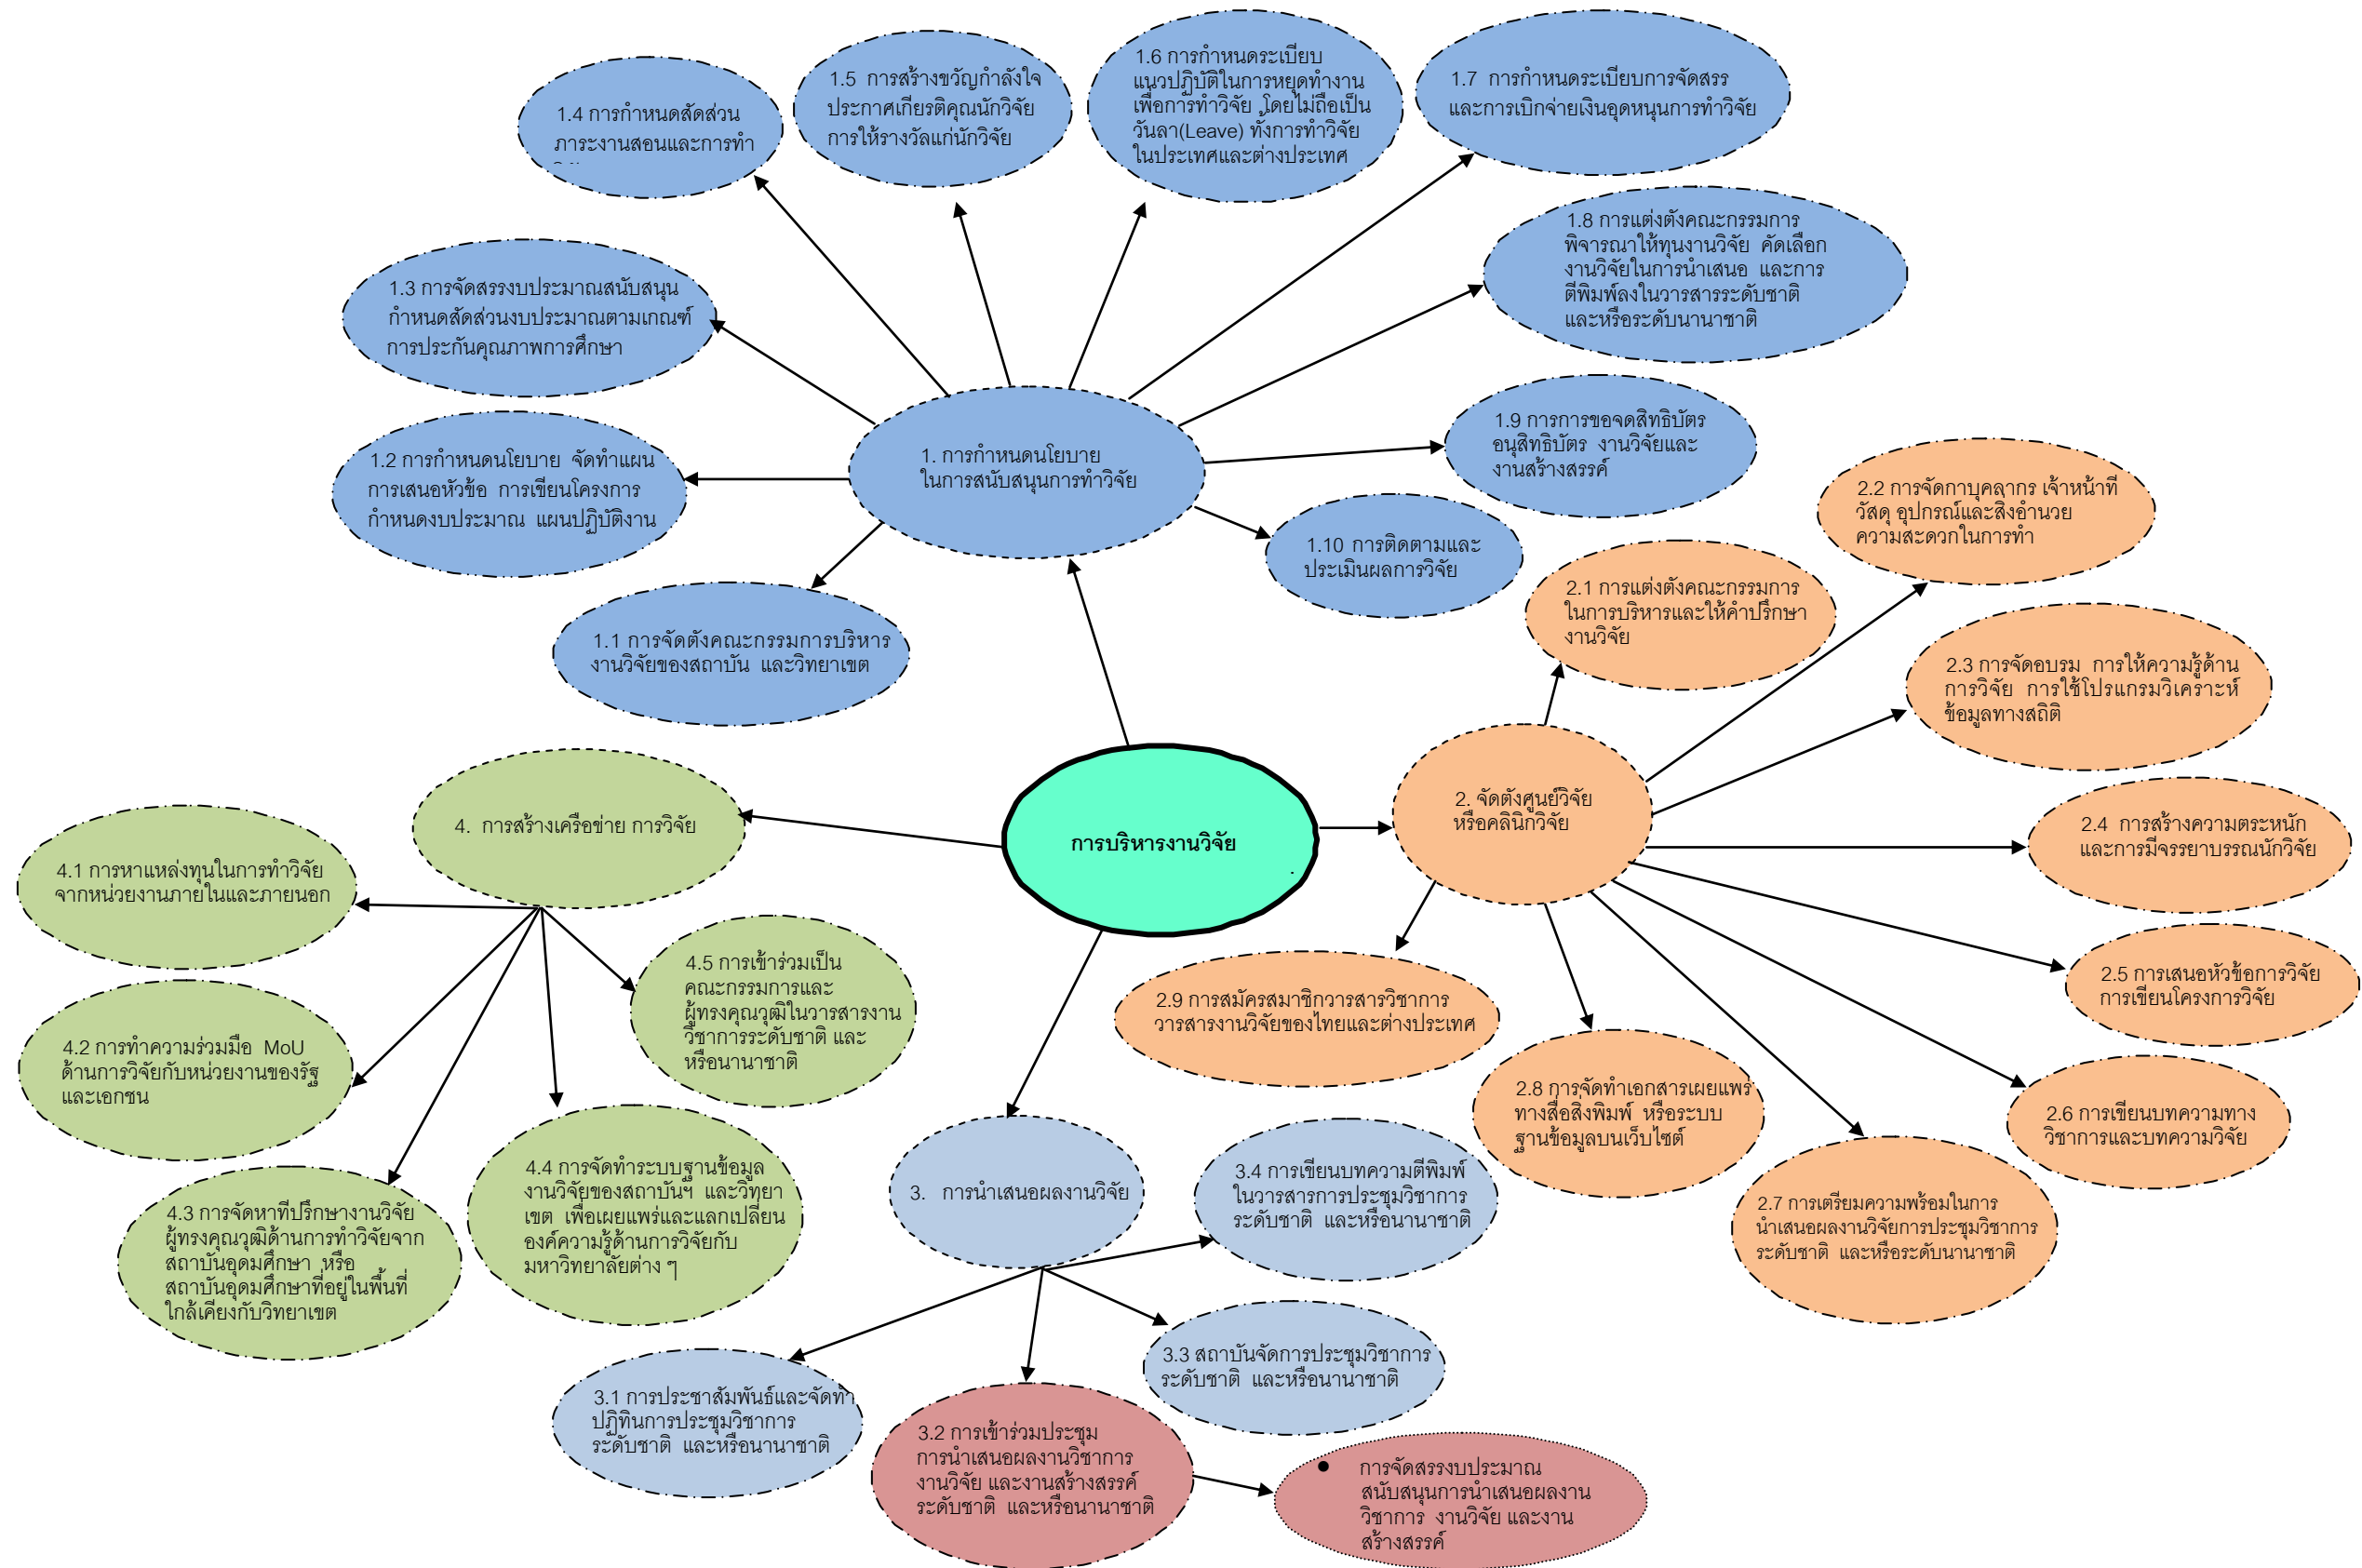 1.4 การกำหนดสัดส่วน
ภาระงานสอนและการทำ
1.5 การสร้างขวัญกำลังใจ
ประกาศเกียรติคุณนักวิจัย
การให้รางวัลแก่นักวิจัย
1.6 การกำหนดระเบียบ
แนวปฏิบัติในการหยุดทำงาน
เพื่อการทำวิจัย โดยไม่ถือเป็น
วันลา(Leave) ทั้งการทำวิจัย
ในประเทศและต่างประเทศ
1.7 การกำหนดระเบียบการจัดสรร
และการเบิกจ่ายเงินอุดหนุนการทำวิจัย
1.8 การแต่งตั้งคณะกรรมการ
พิจารณาให้ทุนงานวิจัย คัดเลือก
งานวิจัยในการนำเสนอ และการ
ตีพิมพ์ลงในวารสารระดับชาติ
และหรือระดับนานาชาติ
1.3 การจัดสรรงบประมาณสนับสนุน
กำหนดสัดส่วนงบประมาณตามเกณฑ์
การประกันคุณภาพการศึกษา
1.9 การการขอจดสิทธิบัตร
อนุสิทธิบัตร งานวิจัยและ
งานสร้างสรรค์
1.2 การกำหนดนโยบาย จัดทำแผน
การเสนอหัวข้อ การเขียนโครงการ
กำหนดงบประมาณ แผนปฏิบัติงาน
1. การกำหนดนโยบาย
ในการสนับสนุนการทำวิจัย
1.10 การติดตามและ
ประเมินผลการวิจัย
1.1 การจัดตั้งคณะกรรมการบริหาร
งานวิจัยของสถาบัน และวิทยาเขต
2.2 การจัดกาบุคลากร เจ้าหน้าที่
วัสดุ อุปกรณ์และสิ่งอำนวย
ความสะดวกในการทำ
2.1 การแต่งตั้งคณะกรรมการ
ในการบริหารและให้คำปรึกษา
งานวิจัย
2.3 การจัดอบรม การให้ความรู้ด้าน
การวิจัย การใช้โปรแกรมวิเคราะห์
ข้อมูลทางสถิติ
4. การสร้างเครือข่าย การวิจัย
การบริหารงานวิจัย
.
2. จัดตั้งศูนย์วิจัย
หรือคลินิกวิจัย
2.4 การสร้างความตระหนัก
และการมีจรรยาบรรณนักวิจัย
4.1 การหาแหล่งทุนในการทำวิจัย
จากหน่วยงานภายในและภายนอก
4.5 การเข้าร่วมเป็น
คณะกรรมการและ
ผู้ทรงคุณวุฒิในวารสารงาน
วิชาการระดับชาติ และ
หรือนานาชาติ
2.9 การสมัครสมาชิกวารสารวิชาการ
วารสารงานวิจัยของไทยและต่างประเทศ
2.5 การเสนอหัวข้อการวิจัย
การเขียนโครงการวิจัย
4.2 การทำความร่วมมือ MoU
ด้านการวิจัยกับหน่วยงานของรัฐ
และเอกชน
2.8 การจัดทำเอกสารเผยแพร่
ทางสื่อสิ่งพิมพ์ หรือระบบ
ฐานข้อมูลบนเว็บไซต์
2.6 การเขียนบทความทาง
วิชาการและบทความวิจัย
4.3 การจัดหาที่ปรึกษางานวิจัย
ผู้ทรงคุณวุฒิด้านการทำวิจัยจาก
สถาบันอุดมศึกษา หรือ
สถาบันอุดมศึกษาที่อยู่ในพื้นที่
ใกล้เคียงกับวิทยาเขต
4.4 การจัดทำระบบฐานข้อมูล
งานวิจัยของสถาบันฯ และวิทยา
เขต เพื่อเผยแพร่และแลกเปลี่ยน
องค์ความรู้ด้านการวิจัยกับ
มหาวิทยาลัยต่าง ๆ
3. การนำเสนอผลงานวิจัย
3.4 การเขียนบทความตีพิมพ์
ในวารสารการประชุมวิชาการ
ระดับชาติ และหรือนานาชาติ
2.7 การเตรียมความพร้อมในการ
นำเสนอผลงานวิจัยการประชุมวิชาการ
ระดับชาติ และหรือระดับนานาชาติ
3.3 สถาบันจัดการประชุมวิชาการ
ระดับชาติ และหรือนานาชาติ
3.1 การประชาสัมพันธ์และจัดทำ
ปฏิทินการประชุมวิชาการ
ระดับชาติ และหรือนานาชาติ
3.2 การเข้าร่วมประชุม
การนำเสนอผลงานวิชาการ
งานวิจัย และงานสร้างสรรค์
ระดับชาติ และหรือนานาชาติ
● การจัดสรรงบประมาณ
สนับสนุนการนำเสนอผลงาน
วิชาการ งานวิจัย และงาน
สร้างสรรค์